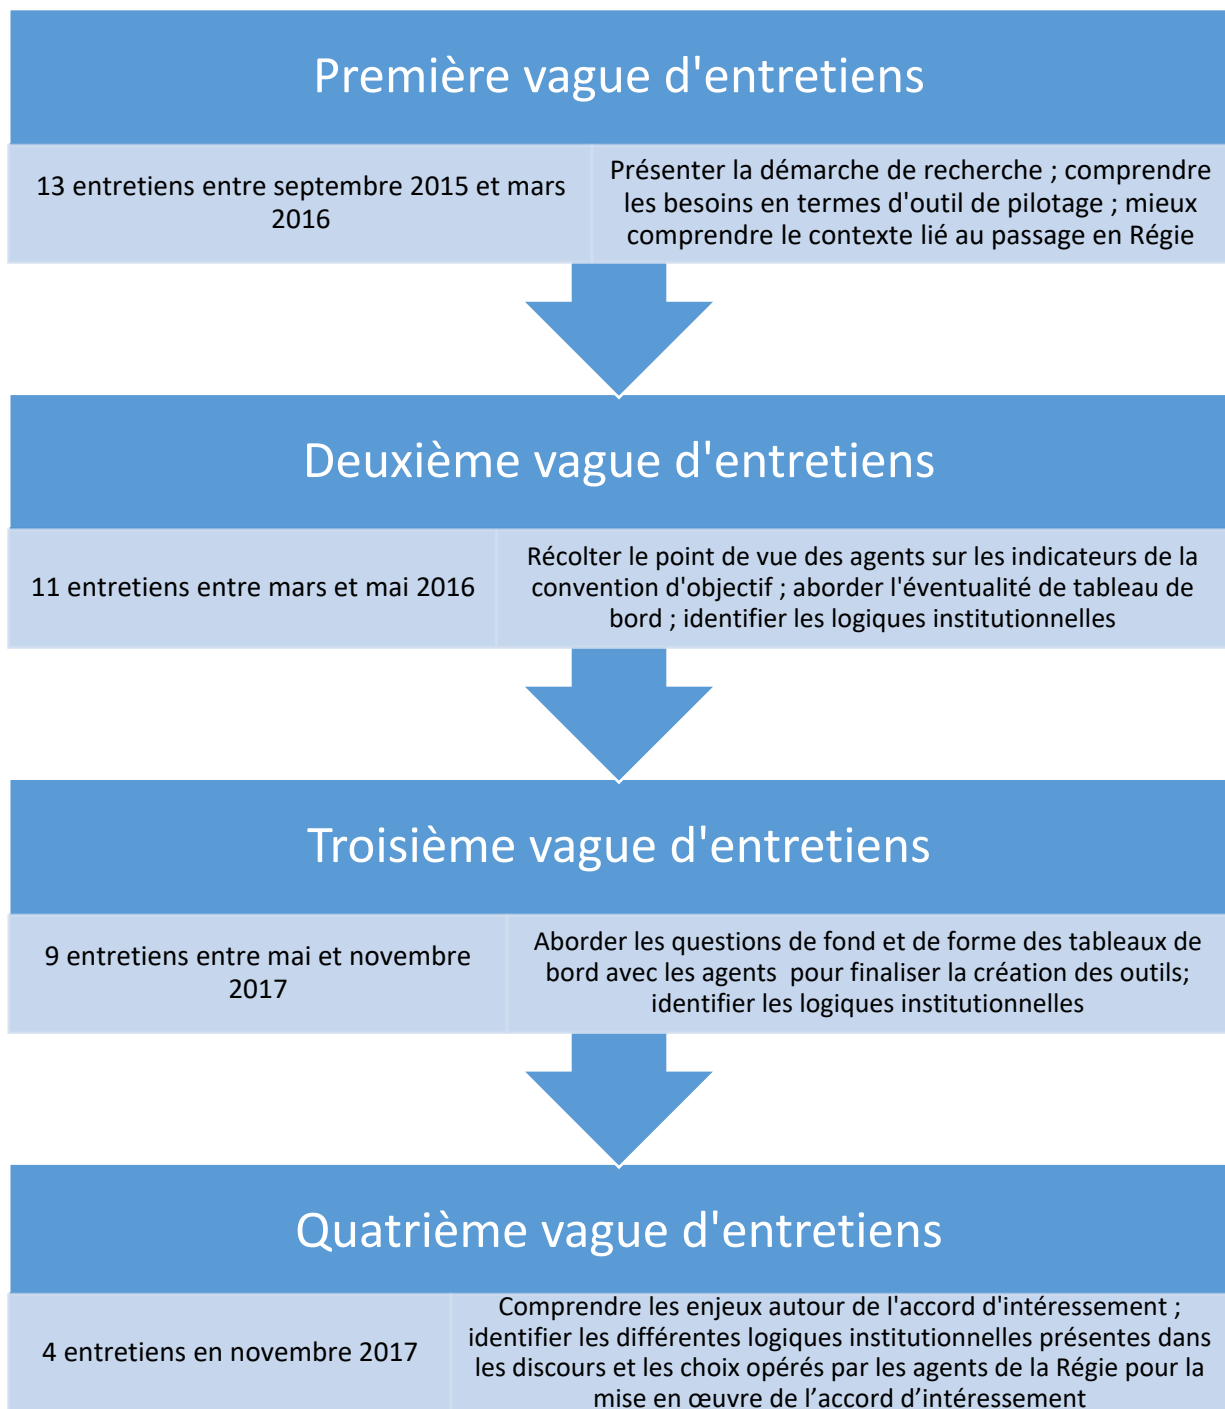 Première vague d'entretiens
13 entretiens entre septembre 2015 et mars
2016
Présenter la démarche de recherche ; comprendre
les besoins en termes d'outil de pilotage ; mieux
comprendre le contexte lié au passage en Régie
Deuxième vague d'entretiens
11 entretiens entre mars et mai 2016
Récolter le point de vue des agents sur les indicateurs de la
convention d'objectif ; aborder l'éventualité de tableau de
bord ; identifier les logiques institutionnelles
Troisième vague d'entretiens
9 entretiens entre mai et novembre
2017
Aborder les questions de fond et de forme des tableaux de
bord avec les agents  pour finaliser la création des outils;
identifier les logiques institutionnelles
Quatrième vague d'entretiens
4 entretiens en novembre 2017
Comprendre les enjeux autour de l'accord d'intéressement ;
identifier les différentes logiques institutionnelles présentes dans
les discours et les choix opérés par les agents de la Régie pour la
mise en œuvre de l’accord d’intéressement